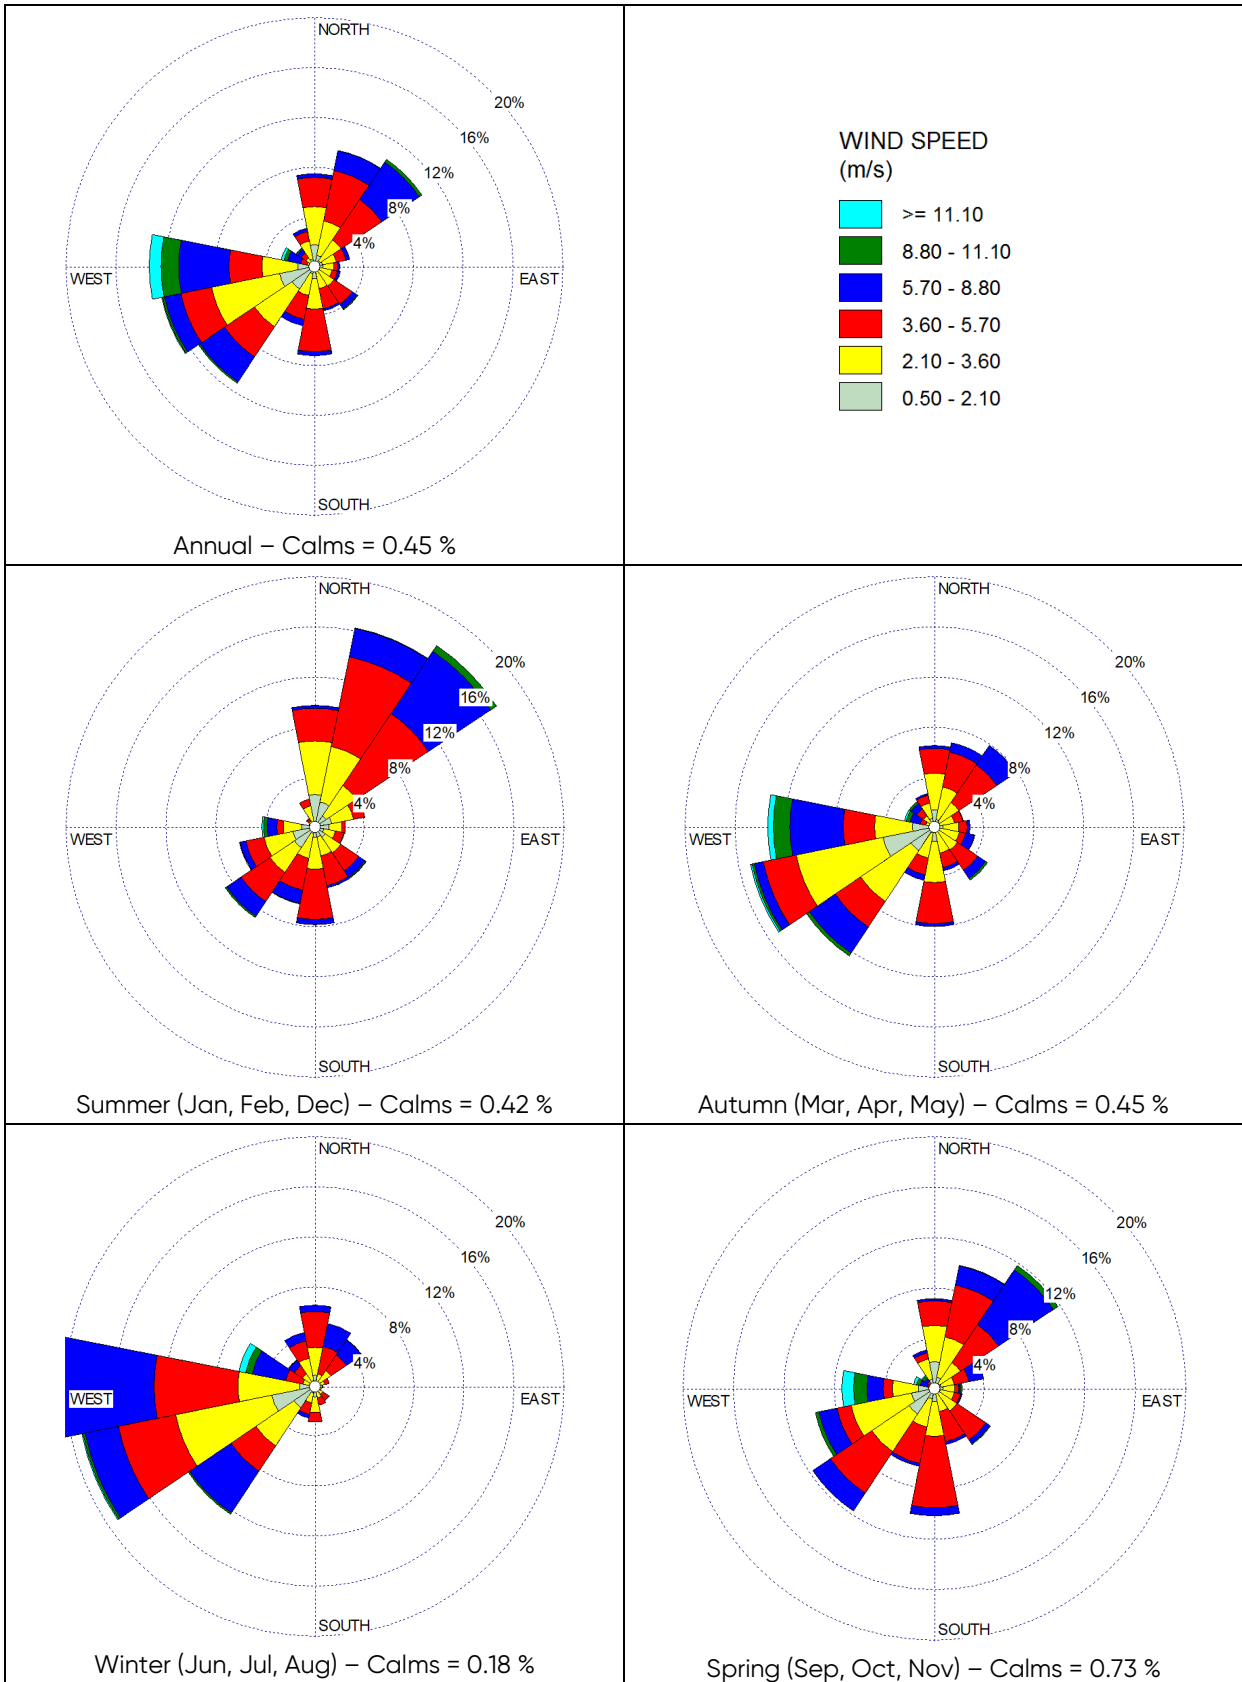 NORTH
20%
16%
12%
8%
4%
WEST
EAST
SOUTH
Annual – Calms = 0.45 %
WIND SPEED
(m/s)
>= 11.10
8.80 - 11.10
5.70 - 8.80
3.60 - 5.70
2.10 - 3.60
0.50 - 2.10
NORTH
20%
16%
12%
8%
4%
WEST
EAST
SOUTH
Summer (Jan, Feb, Dec) – Calms = 0.42 %
NORTH
20%
16%
12%
8%
4%
WEST
EAST
SOUTH
Autumn (Mar, Apr, May) – Calms = 0.45 %
NORTH
20%
16%
12%
8%
4%
WEST
EAST
SOUTH
Winter (Jun, Jul, Aug) – Calms = 0.18 %
NORTH
20%
16%
12%
8%
4%
WEST
EAST
SOUTH
Spring (Sep, Oct, Nov) – Calms = 0.73 %